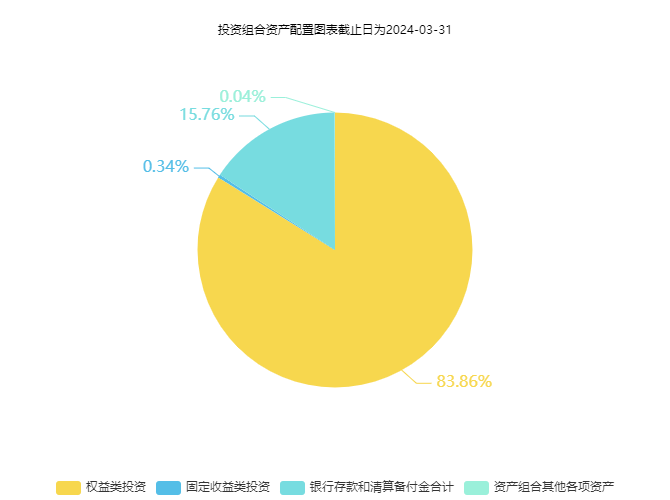 投资组合资产配置图表截止日为2024-03-31
0.04%
15.76%
0.34%
83.86%
权益类投资 固定收益类投资 银行存款和清算备付金合计 资产组合其他各项资产